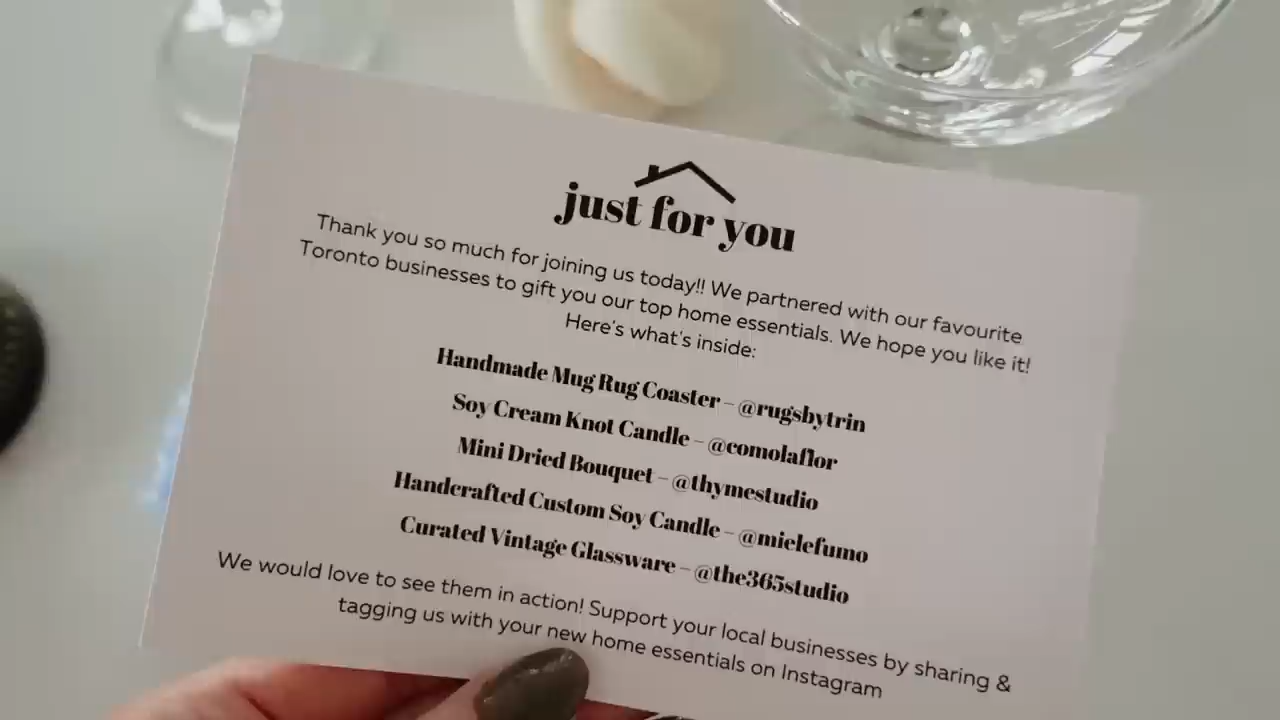 just for you
Thank you so much for joining us today!! We partnered with our favourite
Toronto businesses to gift you our top home essentials. We hope you like it!
Here's what's inside:
Handmade Mug Rug Coaster – @rugsbytrin
Soy Cream Knot Candle – @comolaflor
Mini Dried Bouquet – @thymestudio
Handcrafted Custom Soy Candle – @mielefumo
Curated Vintage Glassware – @the365studio
We would love to see them in action! Support your local businesses by sharing &
tagging us with your new home essentials on Instagram